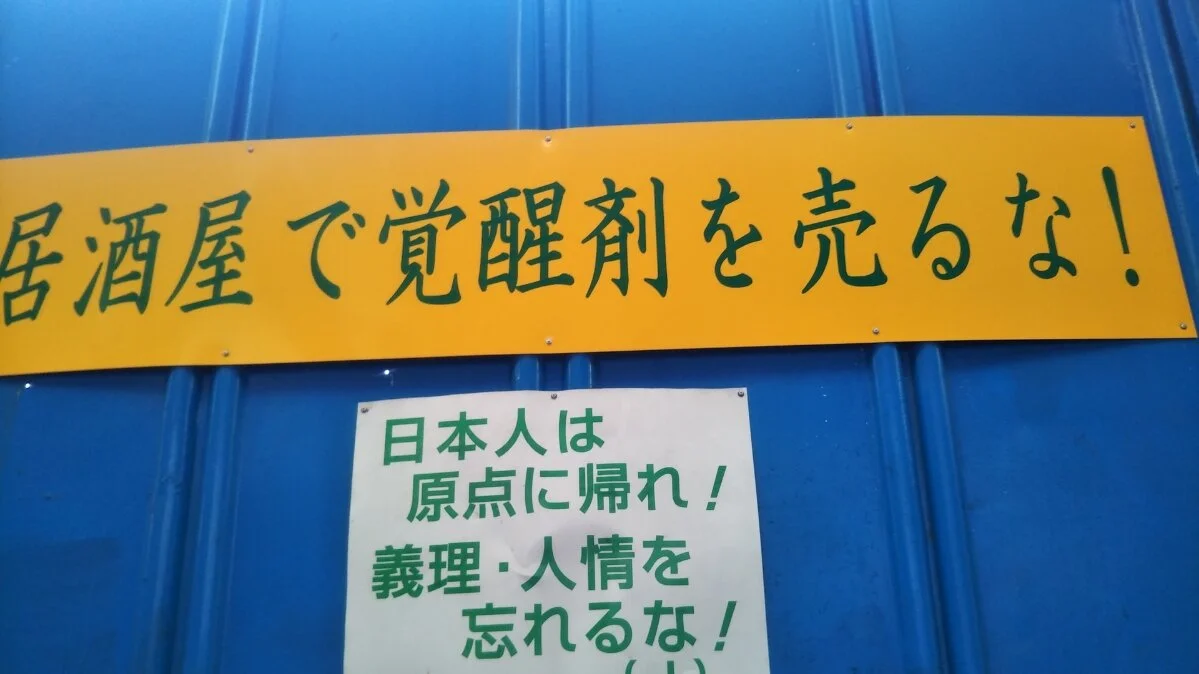 居酒屋で覚醒剤を売るな!
日本人は
原点に帰れ!
義理・人情を
忘れるな!